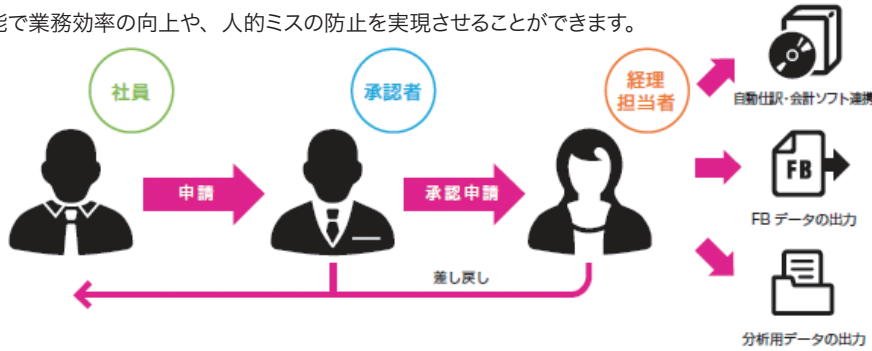 能で業務効率の向上や、人的ミスの防止を実現させることができます。
社員
承認者
経理
担当者
申請
承認申請
差し戻し
自動仕訳・会計ソフト連携
FB
FB データの出力
分析用データの出力